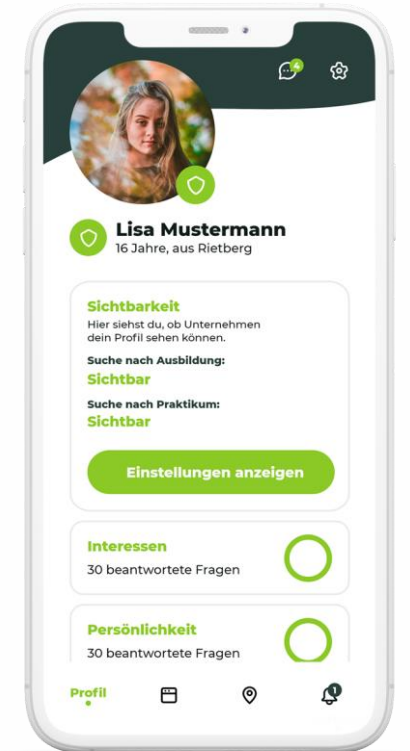 4
Lisa Mustermann
16 Jahre, aus Rietberg
Sichtbarkeit
Hier siehst du, ob Unternehmen
dein Profil sehen können.
Suche nach Ausbildung:
Sichtbar
Suche nach Praktikum:
Sichtbar
Einstellungen anzeigen
Interessen
30 beantwortete Fragen
Persönlichkeit
30 beantwortete Fragen
Profil
1